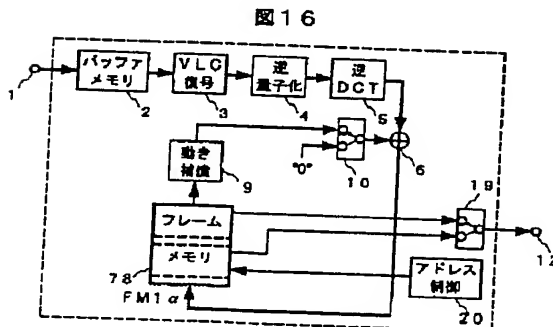 図16
バッファ
メモリ
2
VLC
復号
3
逆
量子化
4
逆
DCT
5
1
6
"0"
10
動き
補償
9
19
フレーム
メモリ
12
78
アドレス
制御
20
FM1α